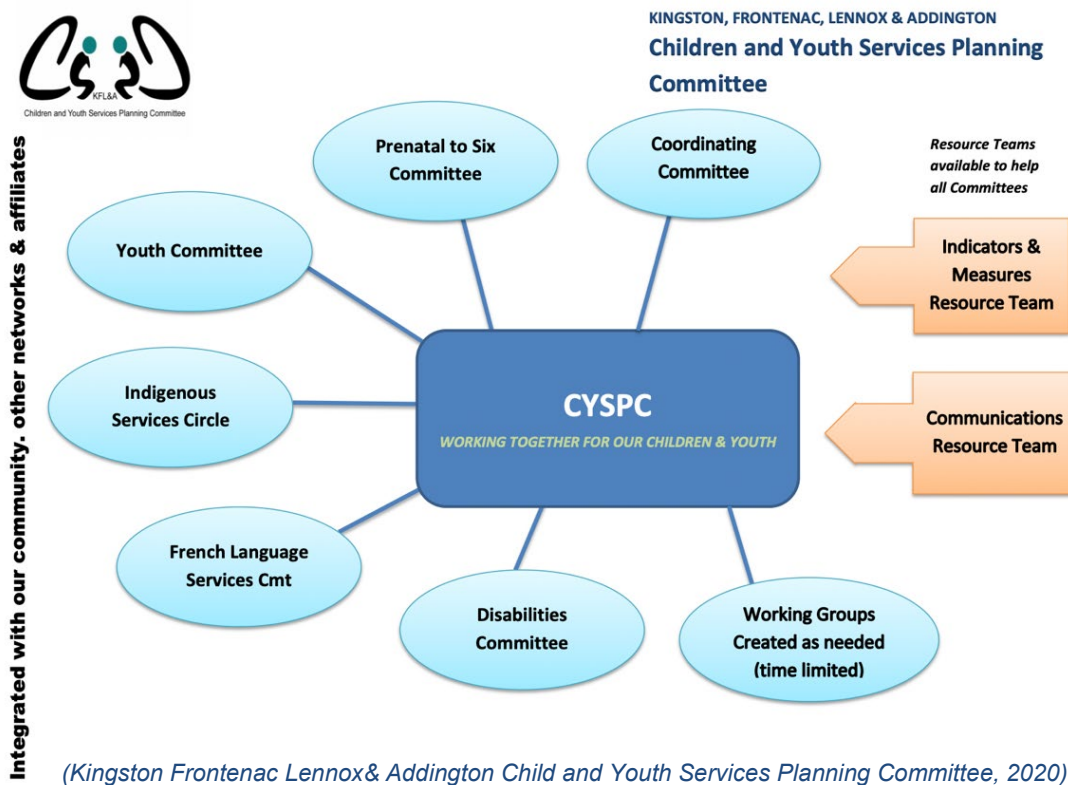 KFL&A
Children and Youth Services Planning Committee
KINGSTON, FRONTENAC, LENNOX & ADDINGTON
Children and Youth Services Planning
Committee
Integrated with our community. other networks & affiliates
Prenatal to Six
Committee
Coordinating
Committee
Resource Teams
available to help
all Committees
Youth Committee
Indicators &
Measures
Resource Team
Indigenous
Services Circle
CYSPC
WORKING TOGETHER FOR OUR CHILDREN & YOUTH
Communications
Resource Team
French Language
Services Cmt
Disabilities
Committee
Working Groups
Created as needed
(time limited)
(Kingston Frontenac Lennox& Addington Child and Youth Services Planning Committee, 2020)